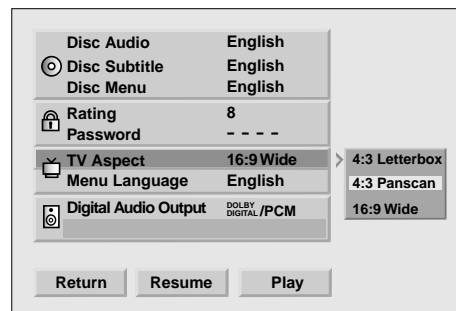 Disc Audio English
Disc Subtitle English
Disc Menu English
Rating 8
Password – – – –
TV Aspect 16:9 Wide
Menu Language English
Digital Audio Output DOLBY DIGITAL /PCM
4:3 Letterbox
4:3 Panscan
16:9 Wide
Return Resume Play